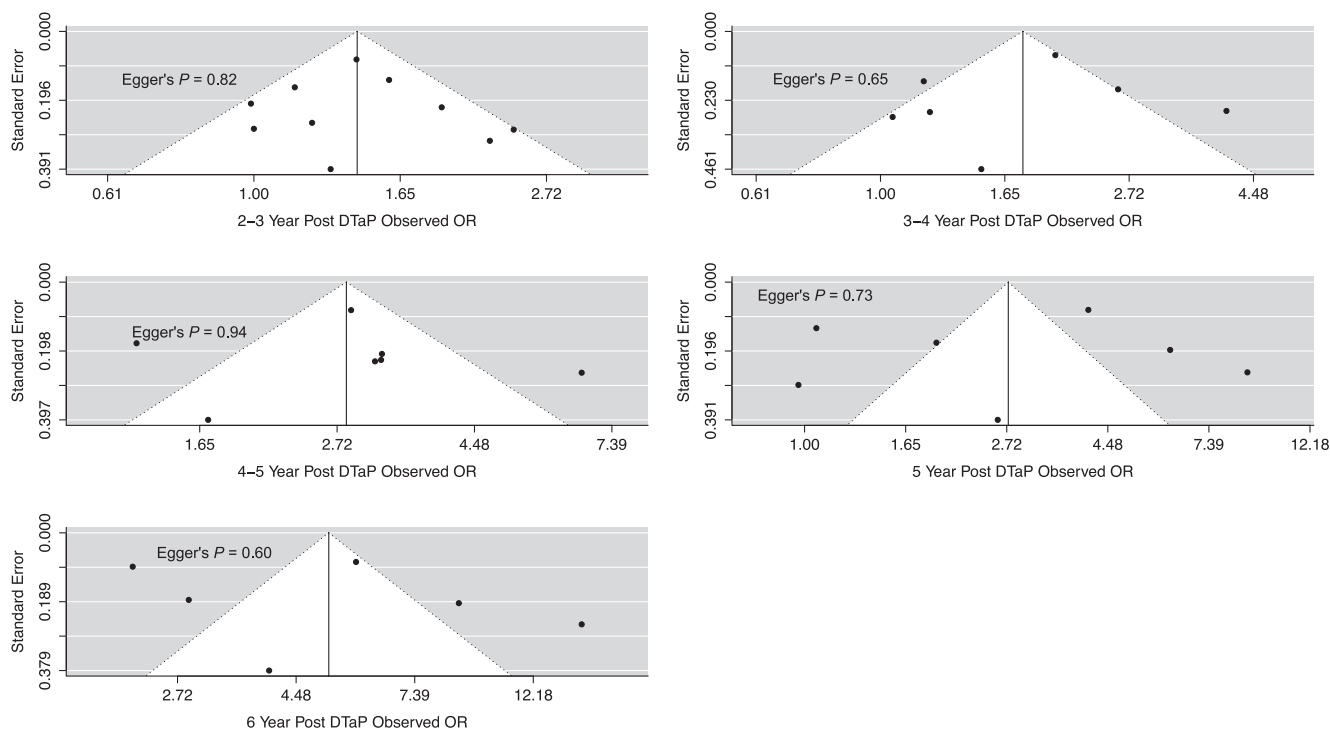 Standard Error
0.000
0.196
0.391
Egger's P = 0.82
0.61 1.00 1.65 2.72
2–3 Year Post DTaP Observed OR
Standard Error
0.000
0.230
0.461
Egger's P = 0.65
0.61 1.00 1.65 2.72 4.48
3–4 Year Post DTaP Observed OR
Standard Error
0.000
0.198
0.397
Egger's P = 0.94
1.65 2.72 4.48 7.39
4–5 Year Post DTaP Observed OR
Standard Error
0.000
0.196
0.391
Egger's P = 0.73
1.00 1.65 2.72 4.48 7.39 12.18
5 Year Post DTaP Observed OR
Standard Error
0.000
0.189
0.379
Egger's P = 0.60
2.72 4.48 7.39 12.18
6 Year Post DTaP Observed OR